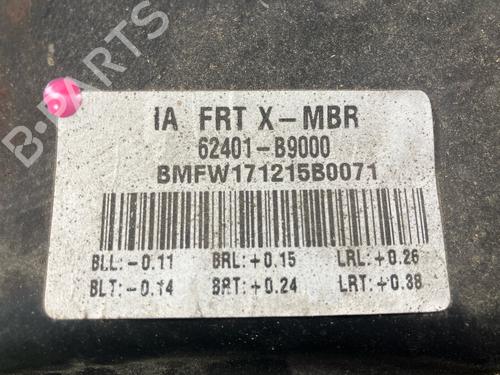 B-PARTS
IA FRT X-MBR
62401-B9000
BMFW171215B0071
BLL:-0.11 BRL:+0.15 LRL:+0.26
BLT:-0.14 BRT:+0.24 LRT:+0.38